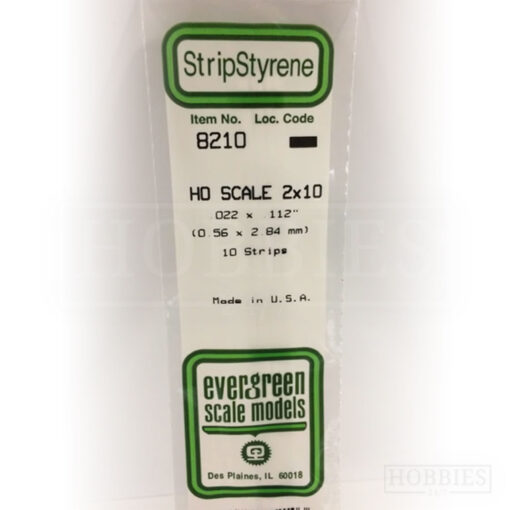 StripStyrene
Item No. Loc. Code
8210
HO SCALE 2x10
.022 x .112"
(0.56 x 2.84 mm)
10 Strips
Made in U.S.A.
evergreen
scale models
Des Plaines, IL 60018
HOBBIES
HOBBIES